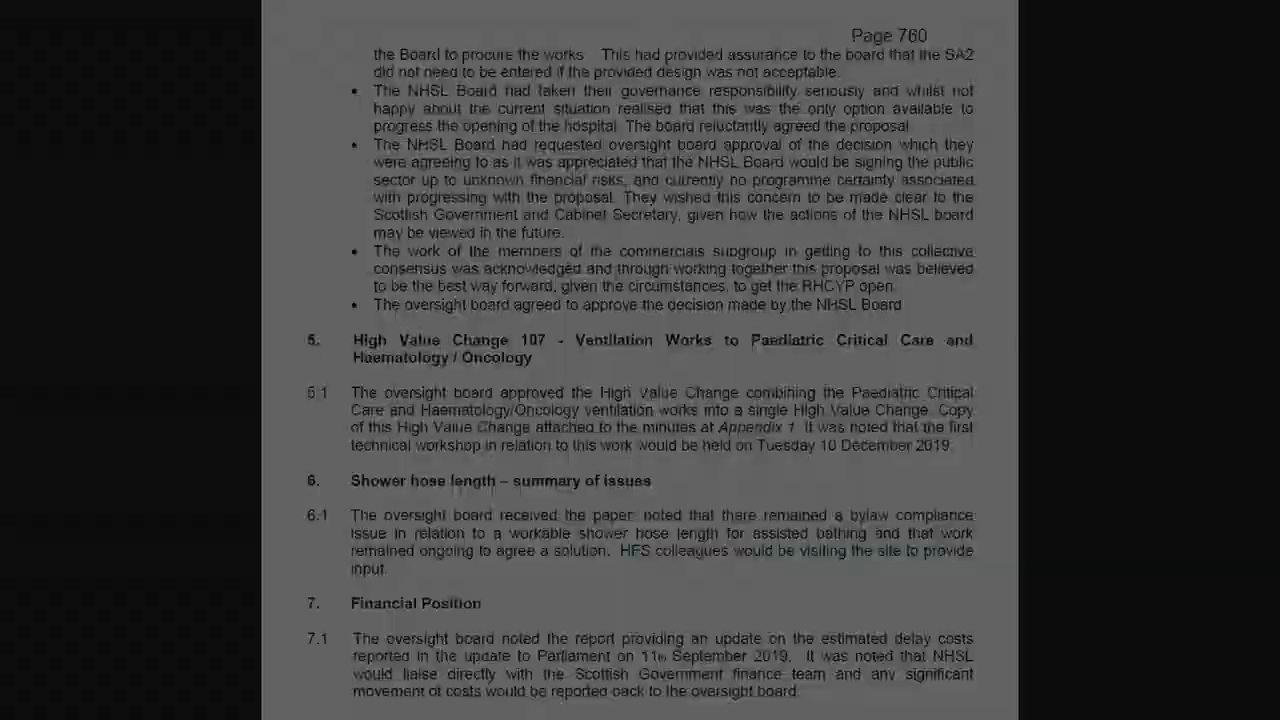 Page 760
the Board to procure the works. This had provided assurance to the board that the SA2
did not need to be entered if the provided design was not acceptable.
• The NHSL Board had taken their governance responsibility seriously and whilst not
happy about the current situation realised that this was the only option available to
progress the opening of the hospital. The board reluctantly agreed the proposal
• The NHSL Board had requested oversight board approval of the decision which they
were agreeing to as it was appreciated that the NHSL Board would be signing the public
sector up to unknown financial risks, and currently no programme certainty associated
with progressing with the proposal. They wished this concern to be made clear to the
Scottish Government and Cabinet Secretary, given how the actions of the NHSL board
may be viewed in the future.
• The work of the members of the commercials subgroup in getting to this collective
consensus was acknowledged and through working together this proposal was believed
to be the best way forward, given the circumstances, to get the RHCYP open.
• The oversight board agreed to approve the decision made by the NHSL Board
5. High Value Change 107 - Ventilation Works to Paediatric Critical Care and
Haematology / Oncology
5.1 The oversight board approved the High Value Change combining the Paediatric Critical
Care and Haematology/Oncology ventilation works into a single High Value Change. Copy
of this High Value Change attached to the minutes at Appendix 1. It was noted that the first
technical workshop in relation to this work would be held on Tuesday 10 December 2019.
6. Shower hose length – summary of issues
6.1 The oversight board received the paper noted that there remained a bylaw compliance
issue in relation to a workable shower hose length for assisted bathing and that work
remained ongoing to agree a solution. HFS colleagues would be visiting the site to provide
input.
7. Financial Position
7.1 The oversight board noted the report providing an update on the estimated delay costs
reported in the update to Parliament on 11th September 2019. It was noted that NHSL
would liaise directly with the Scottish Government finance team and any significant
movement of costs would be reported back to the oversight board.